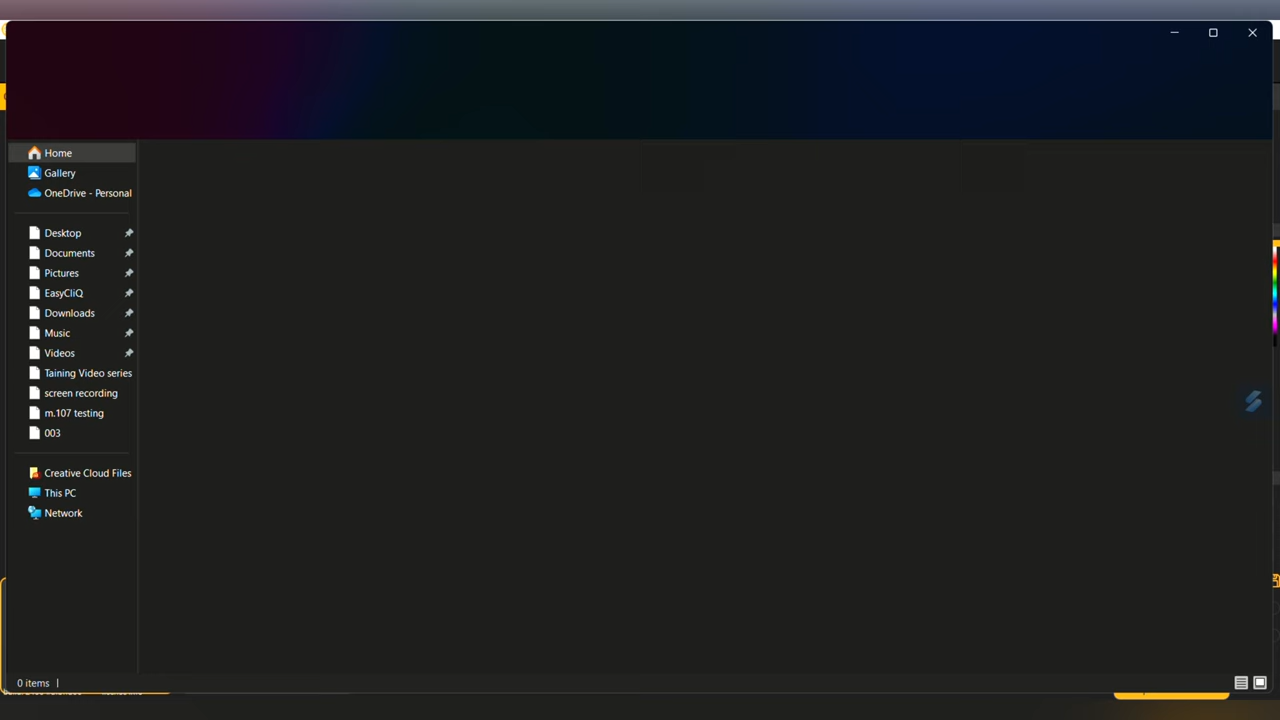 Home
Gallery
OneDrive - Personal
Desktop
Documents
Pictures
EasyCliQ
Downloads
Music
Videos
Taining Video series
screen recording
m.107 testing
003
Creative Cloud Files
This PC
Network
0 items